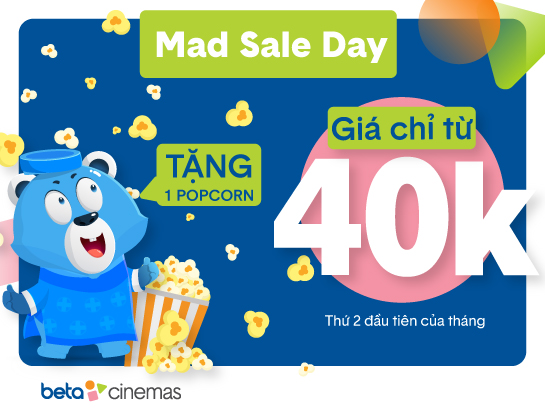 Mad Sale Day
Giá chỉ từ
TẶNG
1 POPCORN
40k
Thứ 2 đầu tiên của tháng
beta cinemas